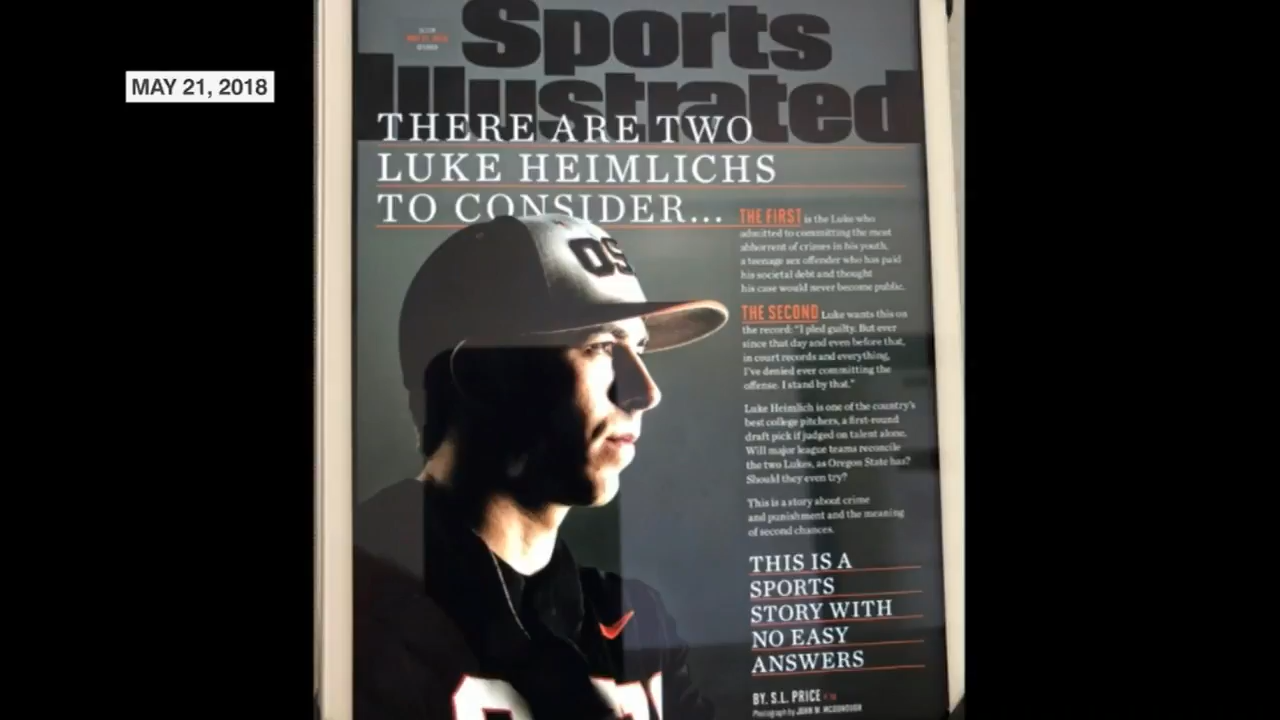 MAY 21, 2018
MAY 21, 2018
Sports
Illustrated
THERE ARE TWO
LUKE HEIMLICHS
TO CONSIDER...
OS
THE FIRST is the Luke who
admitted to committing the most
abhorrent of crimes in his youth,
a teenage sex offender who has paid
his societal debt and thought
his case would never become public.
THE SECOND Luke wants this on
the record: "I pled guilty. But ever
since that day and even before that,
in court records and everything,
I've denied ever committing the
offense. I stand by that."
Luke Heimlich is one of the country's
best college pitchers, a first-round
draft pick if judged on talent alone.
Will major league teams reconcile
the two Lukes, as Oregon State has?
Should they even try?
This is a story about crime
and punishment and the meaning
of second chances.
THIS IS A
SPORTS
STORY WITH
NO EASY
ANSWERS
BY S.L. PRICE
Photograph by JOHN W. MCDONOUGH